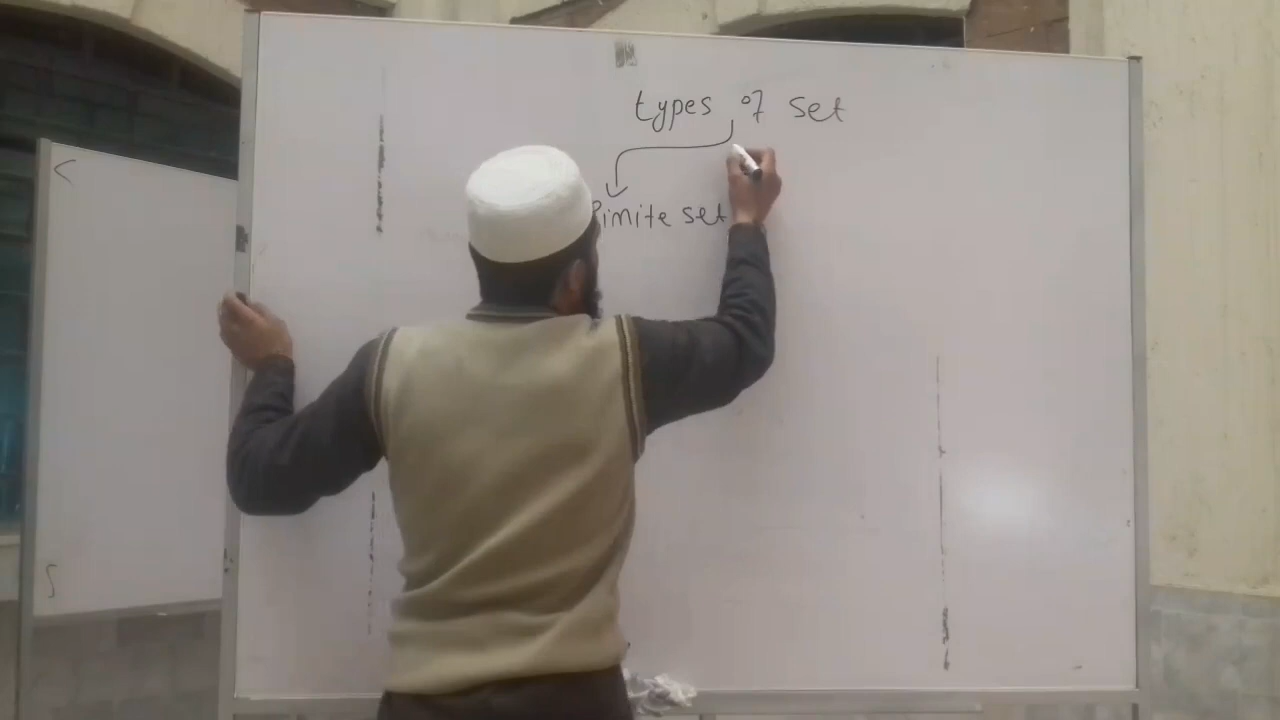 types of set
finite set